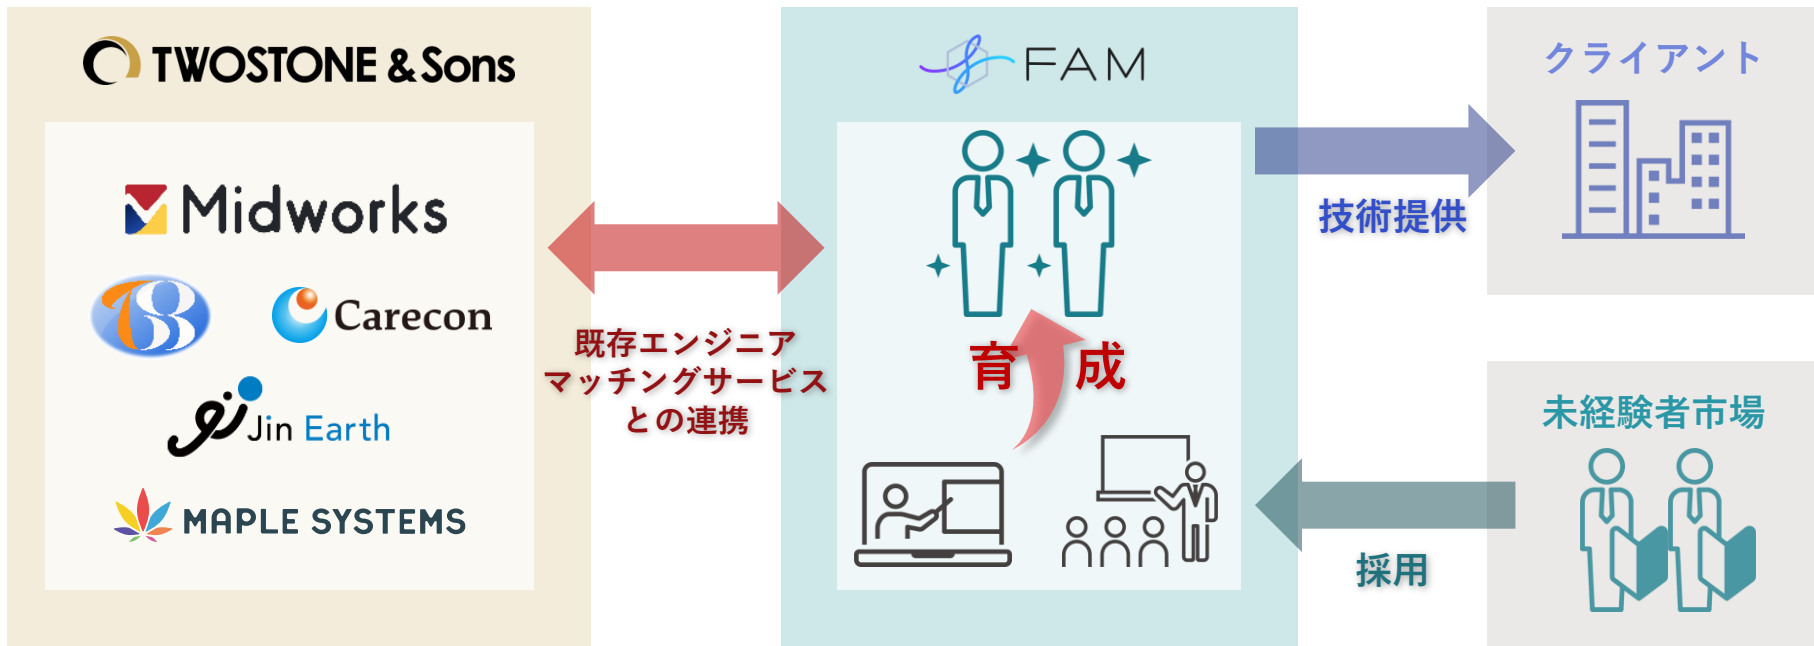 TWOSTONE & Sons
Midworks
Carecon
Jin Earth
MAPLE SYSTEMS
既存エンジニア
マッチングサービス
との連携
FAM
育成
技術提供
クライアント
未経験者市場
採用